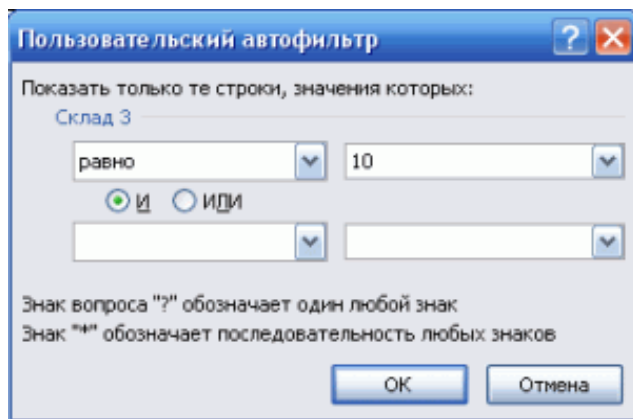 Пользовательский автофильтр
Показать только те строки, значения которых:
Склад 3
равно 10
И ИЛИ
Знак вопроса "?" обозначает один любой знак
Знак "*" обозначает последовательность любых знаков
ОК Отмена